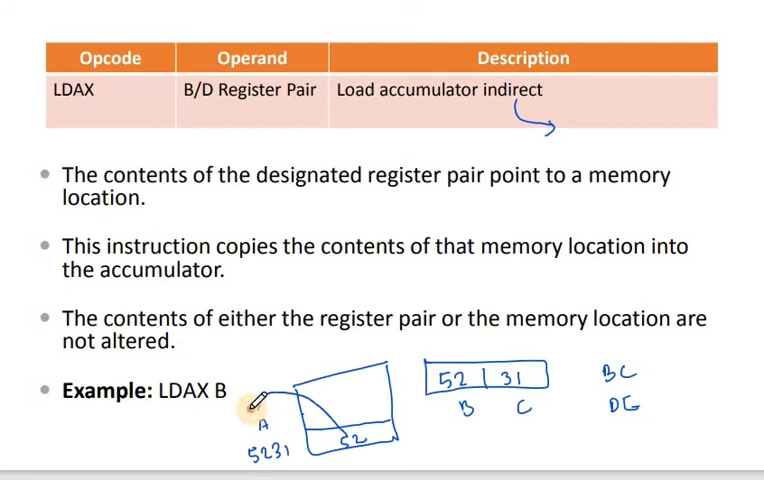 Opcode Operand Description
LDAX B/D Register Pair Load accumulator indirect
The contents of the designated register pair point to a memory
location.
This instruction copies the contents of that memory location into
the accumulator.
The contents of either the register pair or the memory location are
not altered.
Example: LDAX B
52 31
B C
BC
DE
A
5231
52